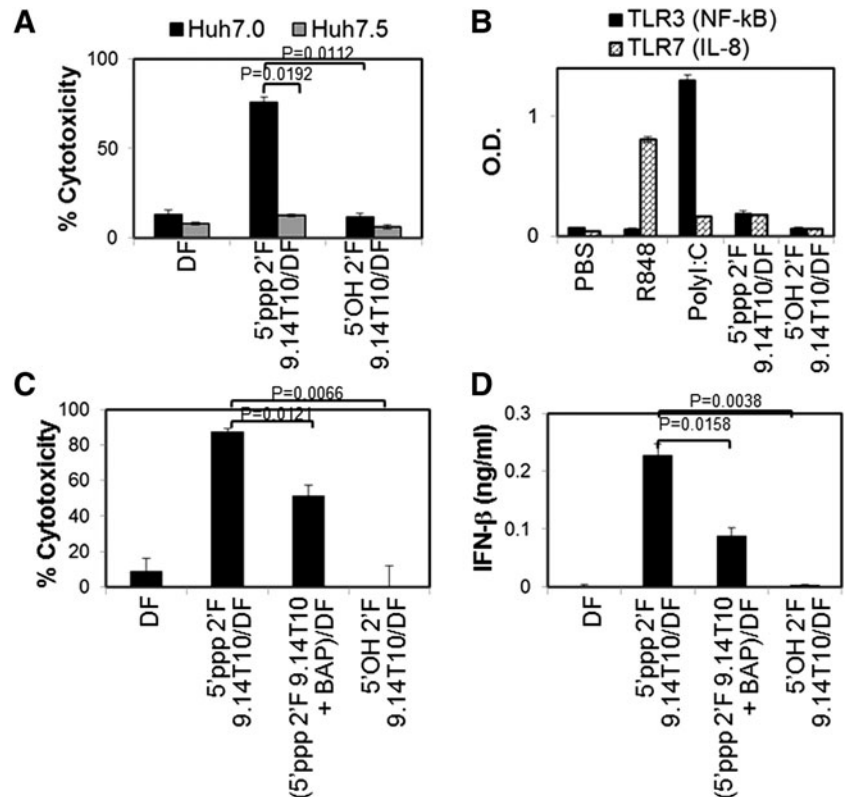 A
Huh7.0 Huh7.5
% Cytotoxicity
100
50
0
P=0.0112
P=0.0192
DF
5'ppp 2'F
9.14T10/DF
5'OH 2'F
9.14T10/DF
B
TLR3 (NF-kB)
TLR7 (IL-8)
O.D.
1
0
PBS
R848
PolyI:C
5'ppp 2'F
9.14T10/DF
5'OH 2'F
9.14T10/DF
C
% Cytotoxicity
100
80
60
40
20
0
P=0.0066
P=0.0121
DF
5'ppp 2'F
9.14T10/DF
(5'ppp 2'F 9.14T10
+ BAP)/DF
5'OH 2'F
9.14T10/DF
D
IFN-β (ng/ml)
0.3
0.2
0.1
0
P=0.0038
P=0.0158
DF
5'ppp 2'F
9.14T10/DF
(5'ppp 2'F 9.14T10
+ BAP)/DF
5'OH 2'F
9.14T10/DF